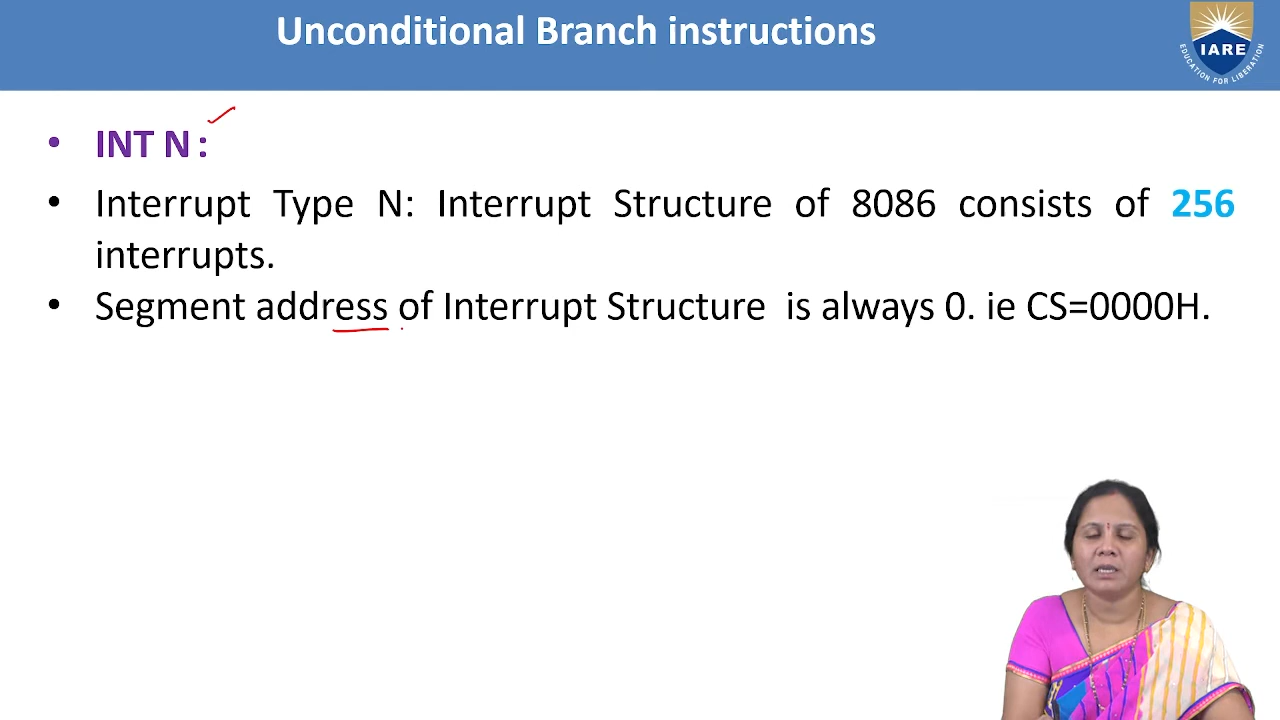 Unconditional Branch instructions
IARE
EDUCATION FOR LIBERATION
• INT N :
• Interrupt Type N: Interrupt Structure of 8086 consists of 256
interrupts.
• Segment address of Interrupt Structure is always 0. ie CS=0000H.